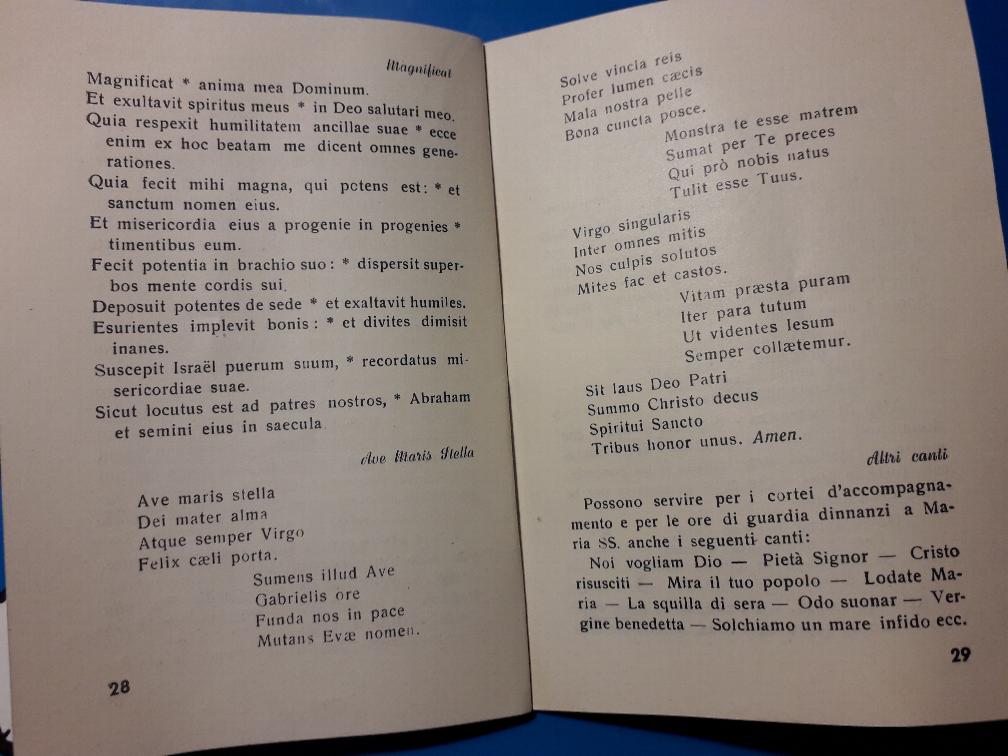 Magnificat
Magnificat * anima mea Dominum.
Et exultavit spiritus meus * in Deo salutari meo.
Quia respexit humilitatem ancillae suae * ecce
enim ex hoc beatam me dicent omnes gene-
rationes.
Quia fecit mihi magna, qui potens est: * et
sanctum nomen eius.
Et misericordia eius a progenie in progenies *
timentibus eum.
Fecit potentia in brachio suo: * dispersit super-
bos mente cordis sui.
Deposuit potentes de sede * et exaltavit humiles.
Esurientes implevit bonis: * et divites dimisit
inanes.
Suscepit Israël puerum suum, * recordatus mi-
sericordiae suae.
Sicut locutus est ad patres nostros, * Abraham
et semini eius in saecula
Ave Maris Stella
Ave maris stella
Dei mater alma
Atque semper Virgo
Felix cæli porta.
Sumens illud Ave
Gabrielis ore
Funda nos in pace
Mutans Evæ nomen.
28
Solve vincla reis
Profer lumen cæcis
Mala nostra pelle
Bona cuncta posce.
Monstra te esse matrem
Sumat per Te preces
Qui prò nobis natus
Tulit esse Tuus.
Virgo singularis
Inter omnes mitis
Nos culpis solutos
Mites fac et castos.
Vitam præsta puram
Iter para tutum
Ut videntes Iesum
Semper collætemur.
Sit laus Deo Patri
Summo Christo decus
Spiritui Sancto
Tribus honor unus. Amen.
Altri canti
Possono servire per i cortei d'accompagna-
mento e per le ore di guardia dinnanzi a Ma-
ria SS. anche i seguenti canti:
Noi vogliam Dio — Pietà Signor — Cristo
risusciti — Mira il tuo popolo — Lodate Ma-
ria — La squilla di sera — Odo suonar — Ver-
gine benedetta — Solchiamo un mare infido ecc.
29